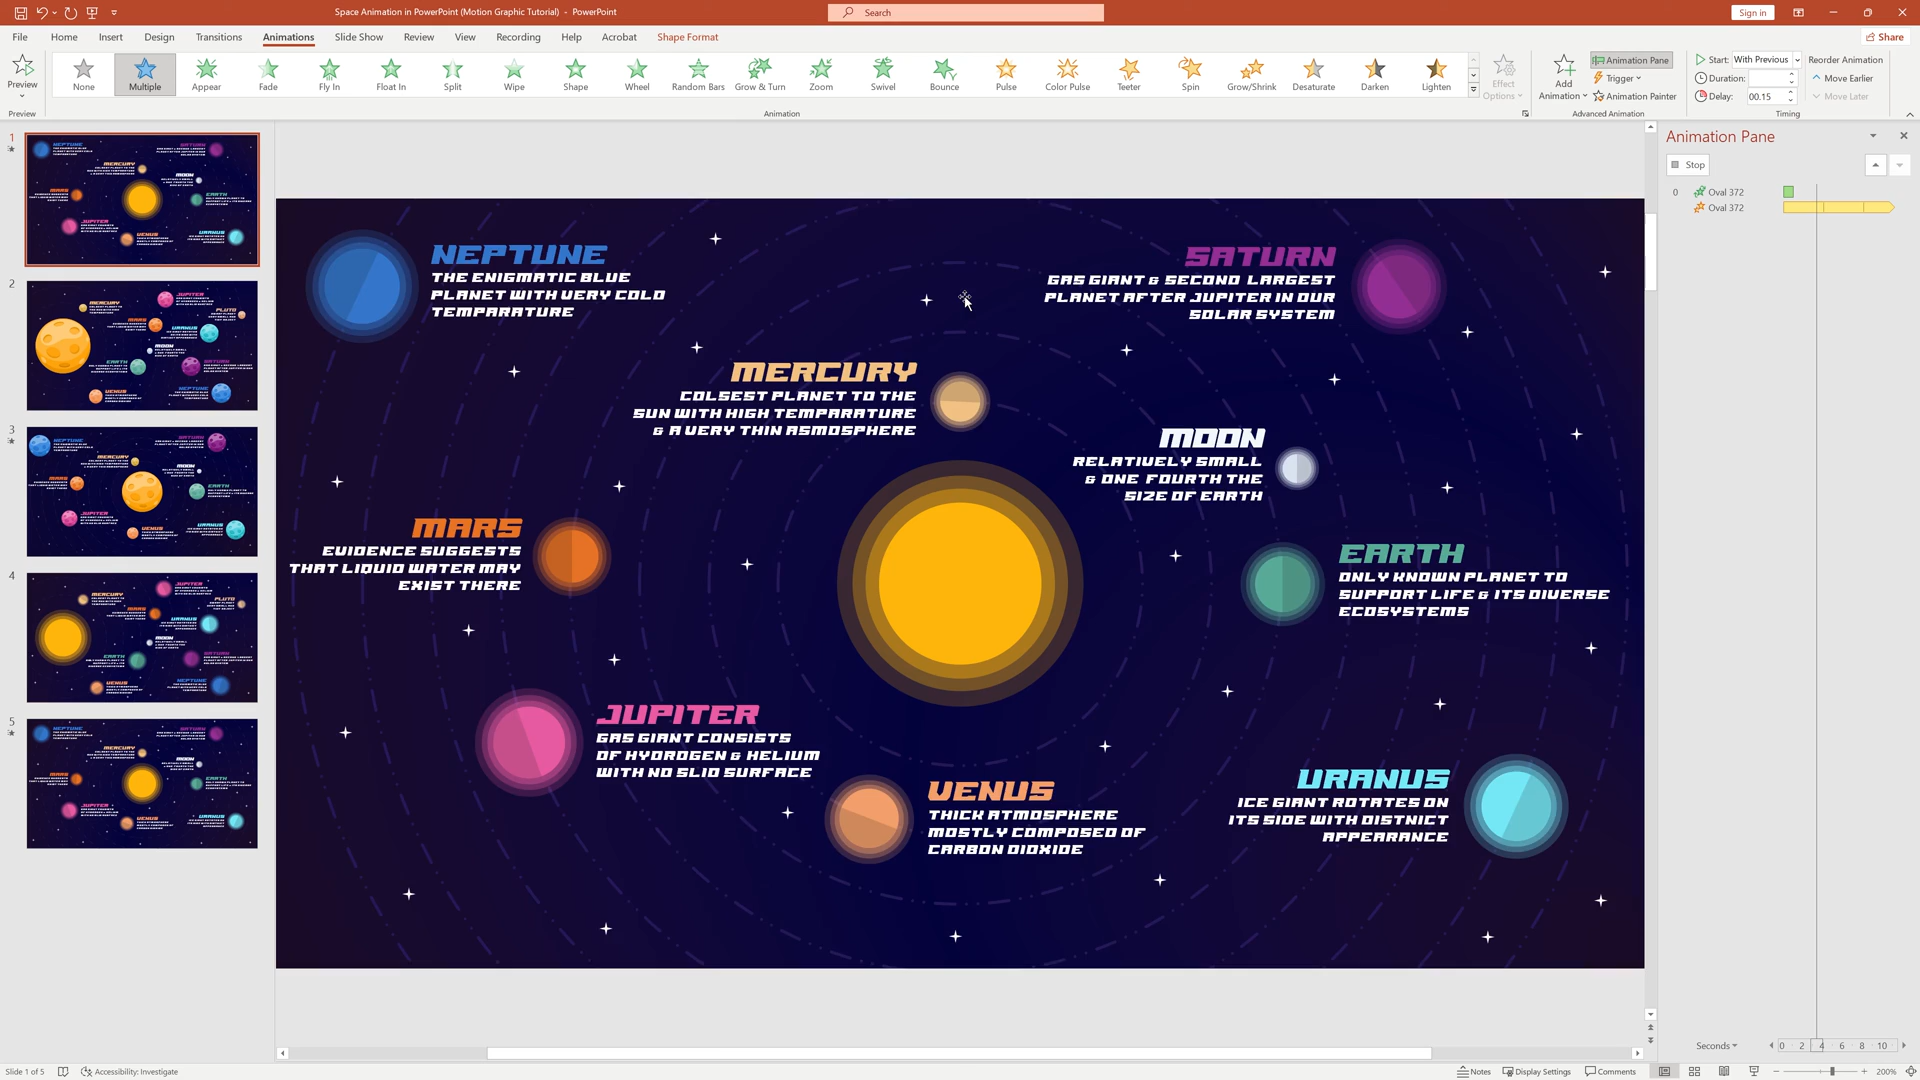 Space Animation in PowerPoint (Motion Graphic Tutorial) - PowerPoint
Search
Sign in
File
Home
Insert
Design
Transitions
Animations
Slide Show
Review
View
Recording
Help
Acrobat
Shape Format
Share
Preview
None
Multiple
Appear
Fade
Fly In
Float In
Split
Wipe
Shape
Wheel
Random Bars
Grow & Turn
Zoom
Swivel
Bounce
Pulse
Color Pulse
Teeter
Spin
Grow/Shrink
Desaturate
Darken
Lighten
Effect
Options
Add
Animation
Animation Pane
Trigger
Animation Painter
Start: With Previous
Duration:
Delay: 00.15
Reorder Animation
Move Earlier
Move Later
Preview
Animation
Advanced Animation
Timing
1
2
3
4
5
NEPTUNE
THE ENIGMATIC BLUE
PLANET WITH VERY COLD
TEMPARATURE
SATURN
GAS GIANT & SECOND LARGEST
PLANET AFTER JUPITER IN OUR
SOLAR SYSTEM
MERCURY
COLSEST PLANET TO THE
SUN WITH HIGH TEMPARATURE
& A VERY THIN ASMOSPHERE
MOON
RELATIVELY SMALL
& ONE FOURTH THE
SIZE OF EARTH
MARS
EVIDENCE SUGGESTS
THAT LIQUID WATER MAY
EXIST THERE
EARTH
ONLY KNOWN PLANET TO
SUPPORT LIFE & ITS DIVERSE
ECOSYSTEMS
JUPITER
GAS GIANT CONSISTS
OF HYDROGEN & HELIUM
WITH NO SLID SURFACE
VENUS
THICK ATMOSPHERE
MOSTLY COMPOSED OF
CARBON DIOXIDE
URANUS
ICE GIANT ROTATES ON
ITS SIDE WITH DISTNICT
APPEARANCE
Animation Pane
Stop
0 Oval 372
Oval 372
Seconds
0 2 4 6 8 10
Slide 1 of 5
Accessibility: Investigate
Notes
Display Settings
Comments
200%